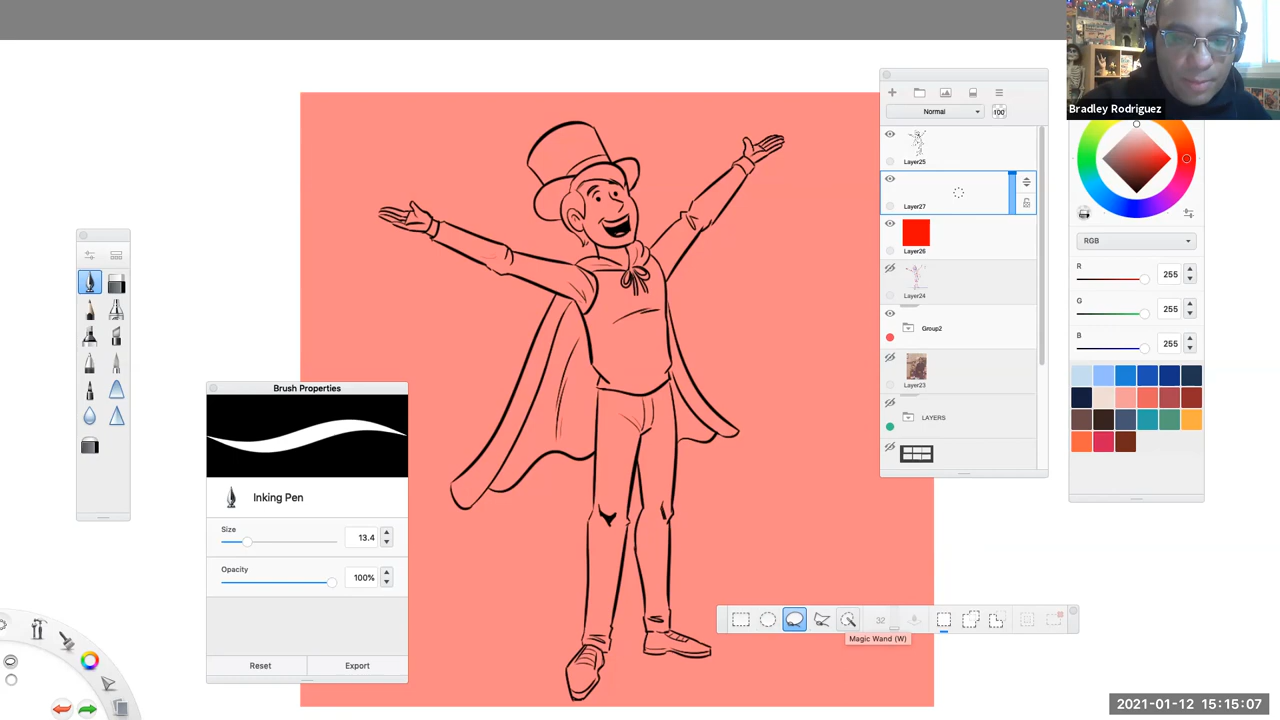 Bradley Rodriguez
Normal
100
Layer25
Layer27
Layer26
Layer24
Group2
Layer23
LAYERS
RGB
R
255
G
255
B
255
Brush Properties
Inking Pen
Size
13.4
Opacity
100%
Reset
Export
32
Magic Wand (W)
2021-01-12 15:15:07